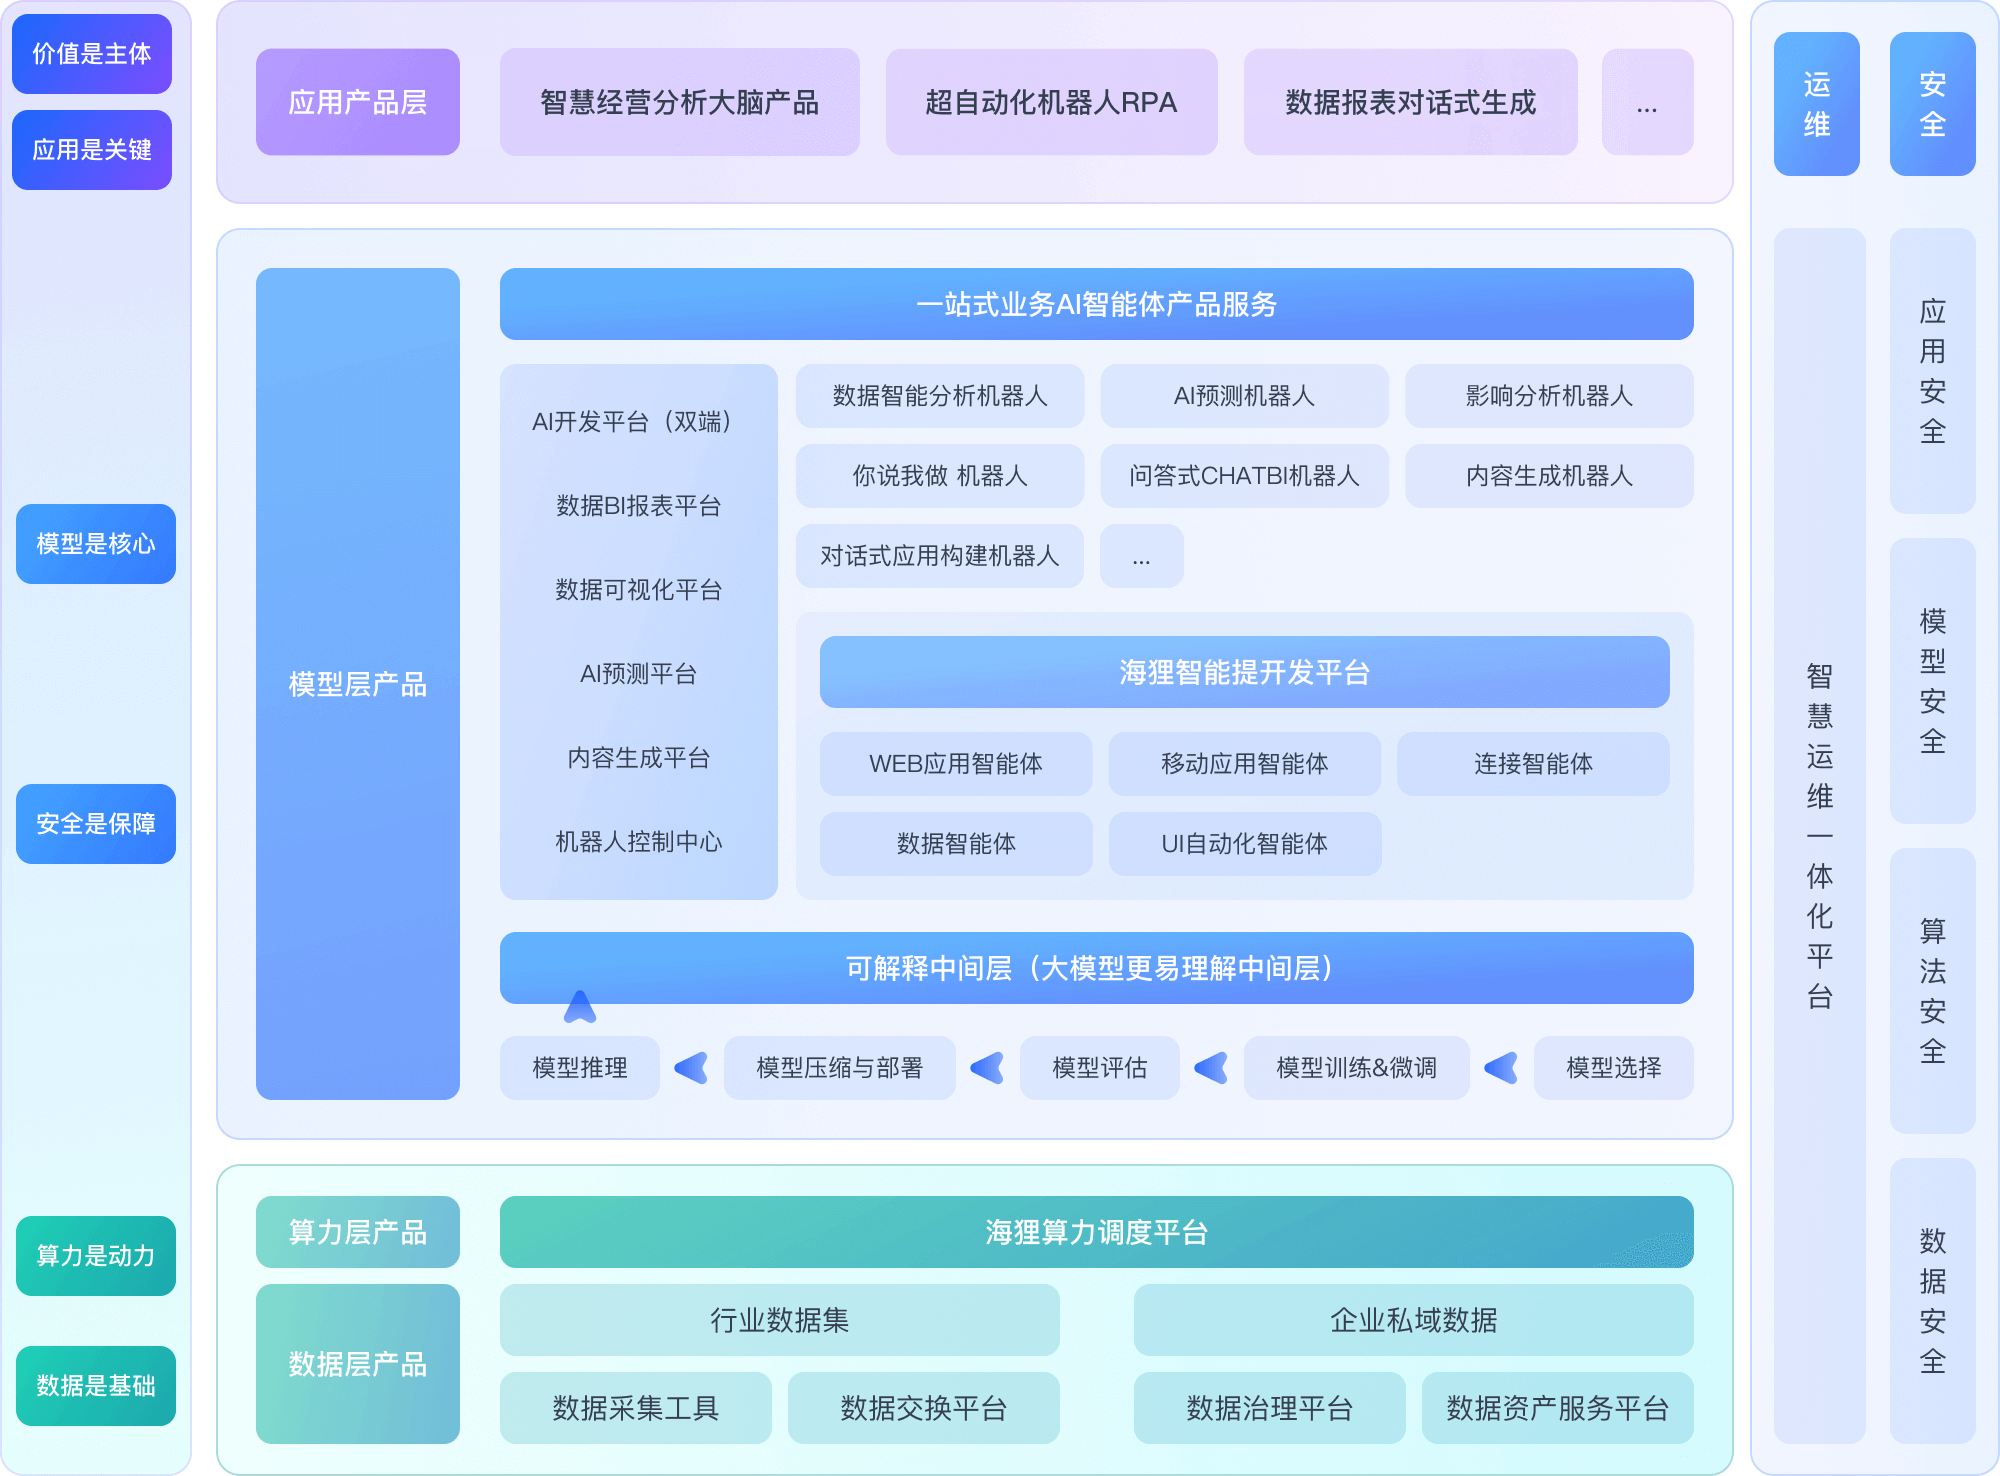 价值是主体
应用是关键
模型是核心
安全是保障
算力是动力
数据是基础
应用产品层
智慧经营分析大脑产品
超自动化机器人RPA
数据报表对话式生成
...
模型层产品
一站式业务AI智能体产品服务
AI开发平台（双端）
数据BI报表平台
数据可视化平台
AI预测平台
内容生成平台
机器人控制中心
数据智能分析机器人
AI预测机器人
影响分析机器人
你说我做 机器人
问答式CHATBI机器人
内容生成机器人
对话式应用构建机器人
...
海狸智能提开发平台
WEB应用智能体
移动应用智能体
连接智能体
数据智能体
UI自动化智能体
可解释中间层（大模型更易理解中间层）
模型推理
模型压缩与部署
模型评估
模型训练&微调
模型选择
算力层产品
海狸算力调度平台
数据层产品
行业数据集
企业私域数据
数据采集工具
数据交换平台
数据治理平台
数据资产服务平台
运维
智慧运维一体化平台
安全
应用安全
模型安全
算法安全
数据安全